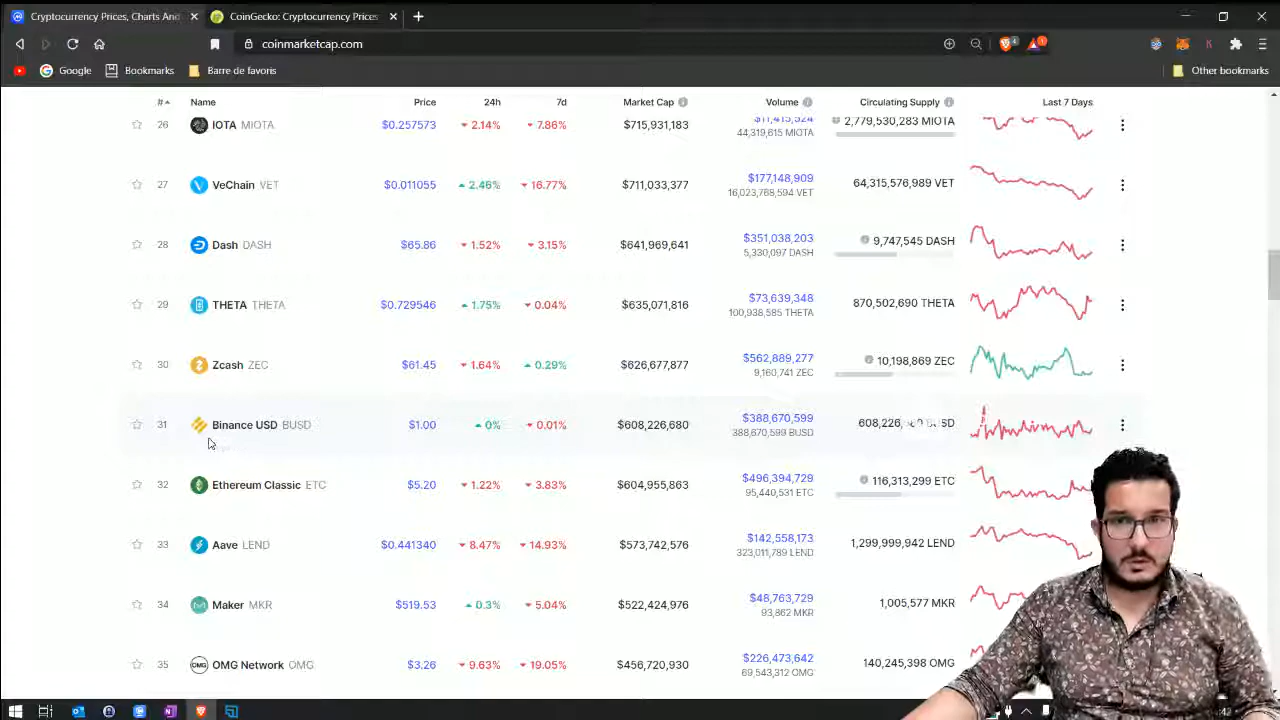 Cryptocurrency Prices, Charts And
CoinGecko: Cryptocurrency Prices
coinmarketcap.com
Google
Bookmarks
Barre de favoris
Other bookmarks
# Name Price 24h 7d Market Cap Volume Circulating Supply Last 7 Days
26 IOTA MIOTA $0.257573 2.14% 7.86% $715,931,183 $11,415,524 2,779,530,283 MIOTA
44,319,615 MIOTA
27 VeChain VET $0.011055 2.46% 16.77% $711,033,377 $177,148,909 64,315,576,989 VET
16,023,768,594 VET
28 Dash DASH $65.86 1.52% 3.15% $641,969,641 $351,038,203 9,747,545 DASH
5,330,097 DASH
29 THETA THETA $0.729546 1.75% 0.04% $635,071,816 $73,639,348 870,502,690 THETA
100,938,585 THETA
30 Zcash ZEC $61.45 1.64% 0.29% $626,677,877 $562,889,277 10,198,869 ZEC
9,160,741 ZEC
31 Binance USD BUSD $1.00 0% 0.01% $608,226,680 $388,670,599
388,670,599 BUSD
32 Ethereum Classic ETC $5.20 1.22% 3.83% $604,955,863 $496,394,729 116,313,299 ETC
95,440,531 ETC
33 Aave LEND $0.441340 8.47% 14.93% $573,742,576 $142,558,173 1,299,999,942 LEND
323,011,789 LEND
34 Maker MKR $519.53 0.3% 5.04% $522,424,976 $48,763,729 1,005,577 MKR
93,862 MKR
35 OMG Network OMG $3.26 9.63% 19.05% $456,720,930 $226,473,642 140,245,398 OMG
69,543,312 OMG